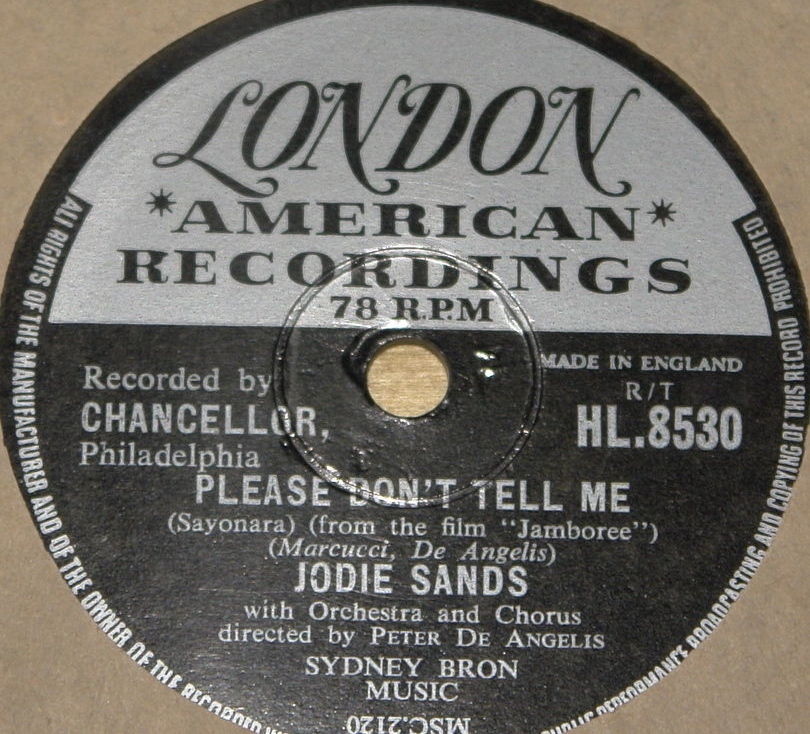 LONDON
*AMERICAN*
RECORDINGS
78 R.P.M
MADE IN ENGLAND
Recorded by
CHANCELLOR,
Philadelphia
R/T
HL.8530
PLEASE DON'T TELL ME
(Sayonara) (from the film "Jamboree")
(Marcucci, De Angelis)
JODIE SANDS
with Orchestra and Chorus
directed by PETER DE ANGELIS
SYDNEY BRON
MUSIC
MSC.2120
ALL RIGHTS OF THE MANUFACTURER AND OF THE OWNER OF THE RECORDED
PUBLIC PERFORMANCE BROADCASTING AND COPYING OF THIS RECORD PROHIBITED